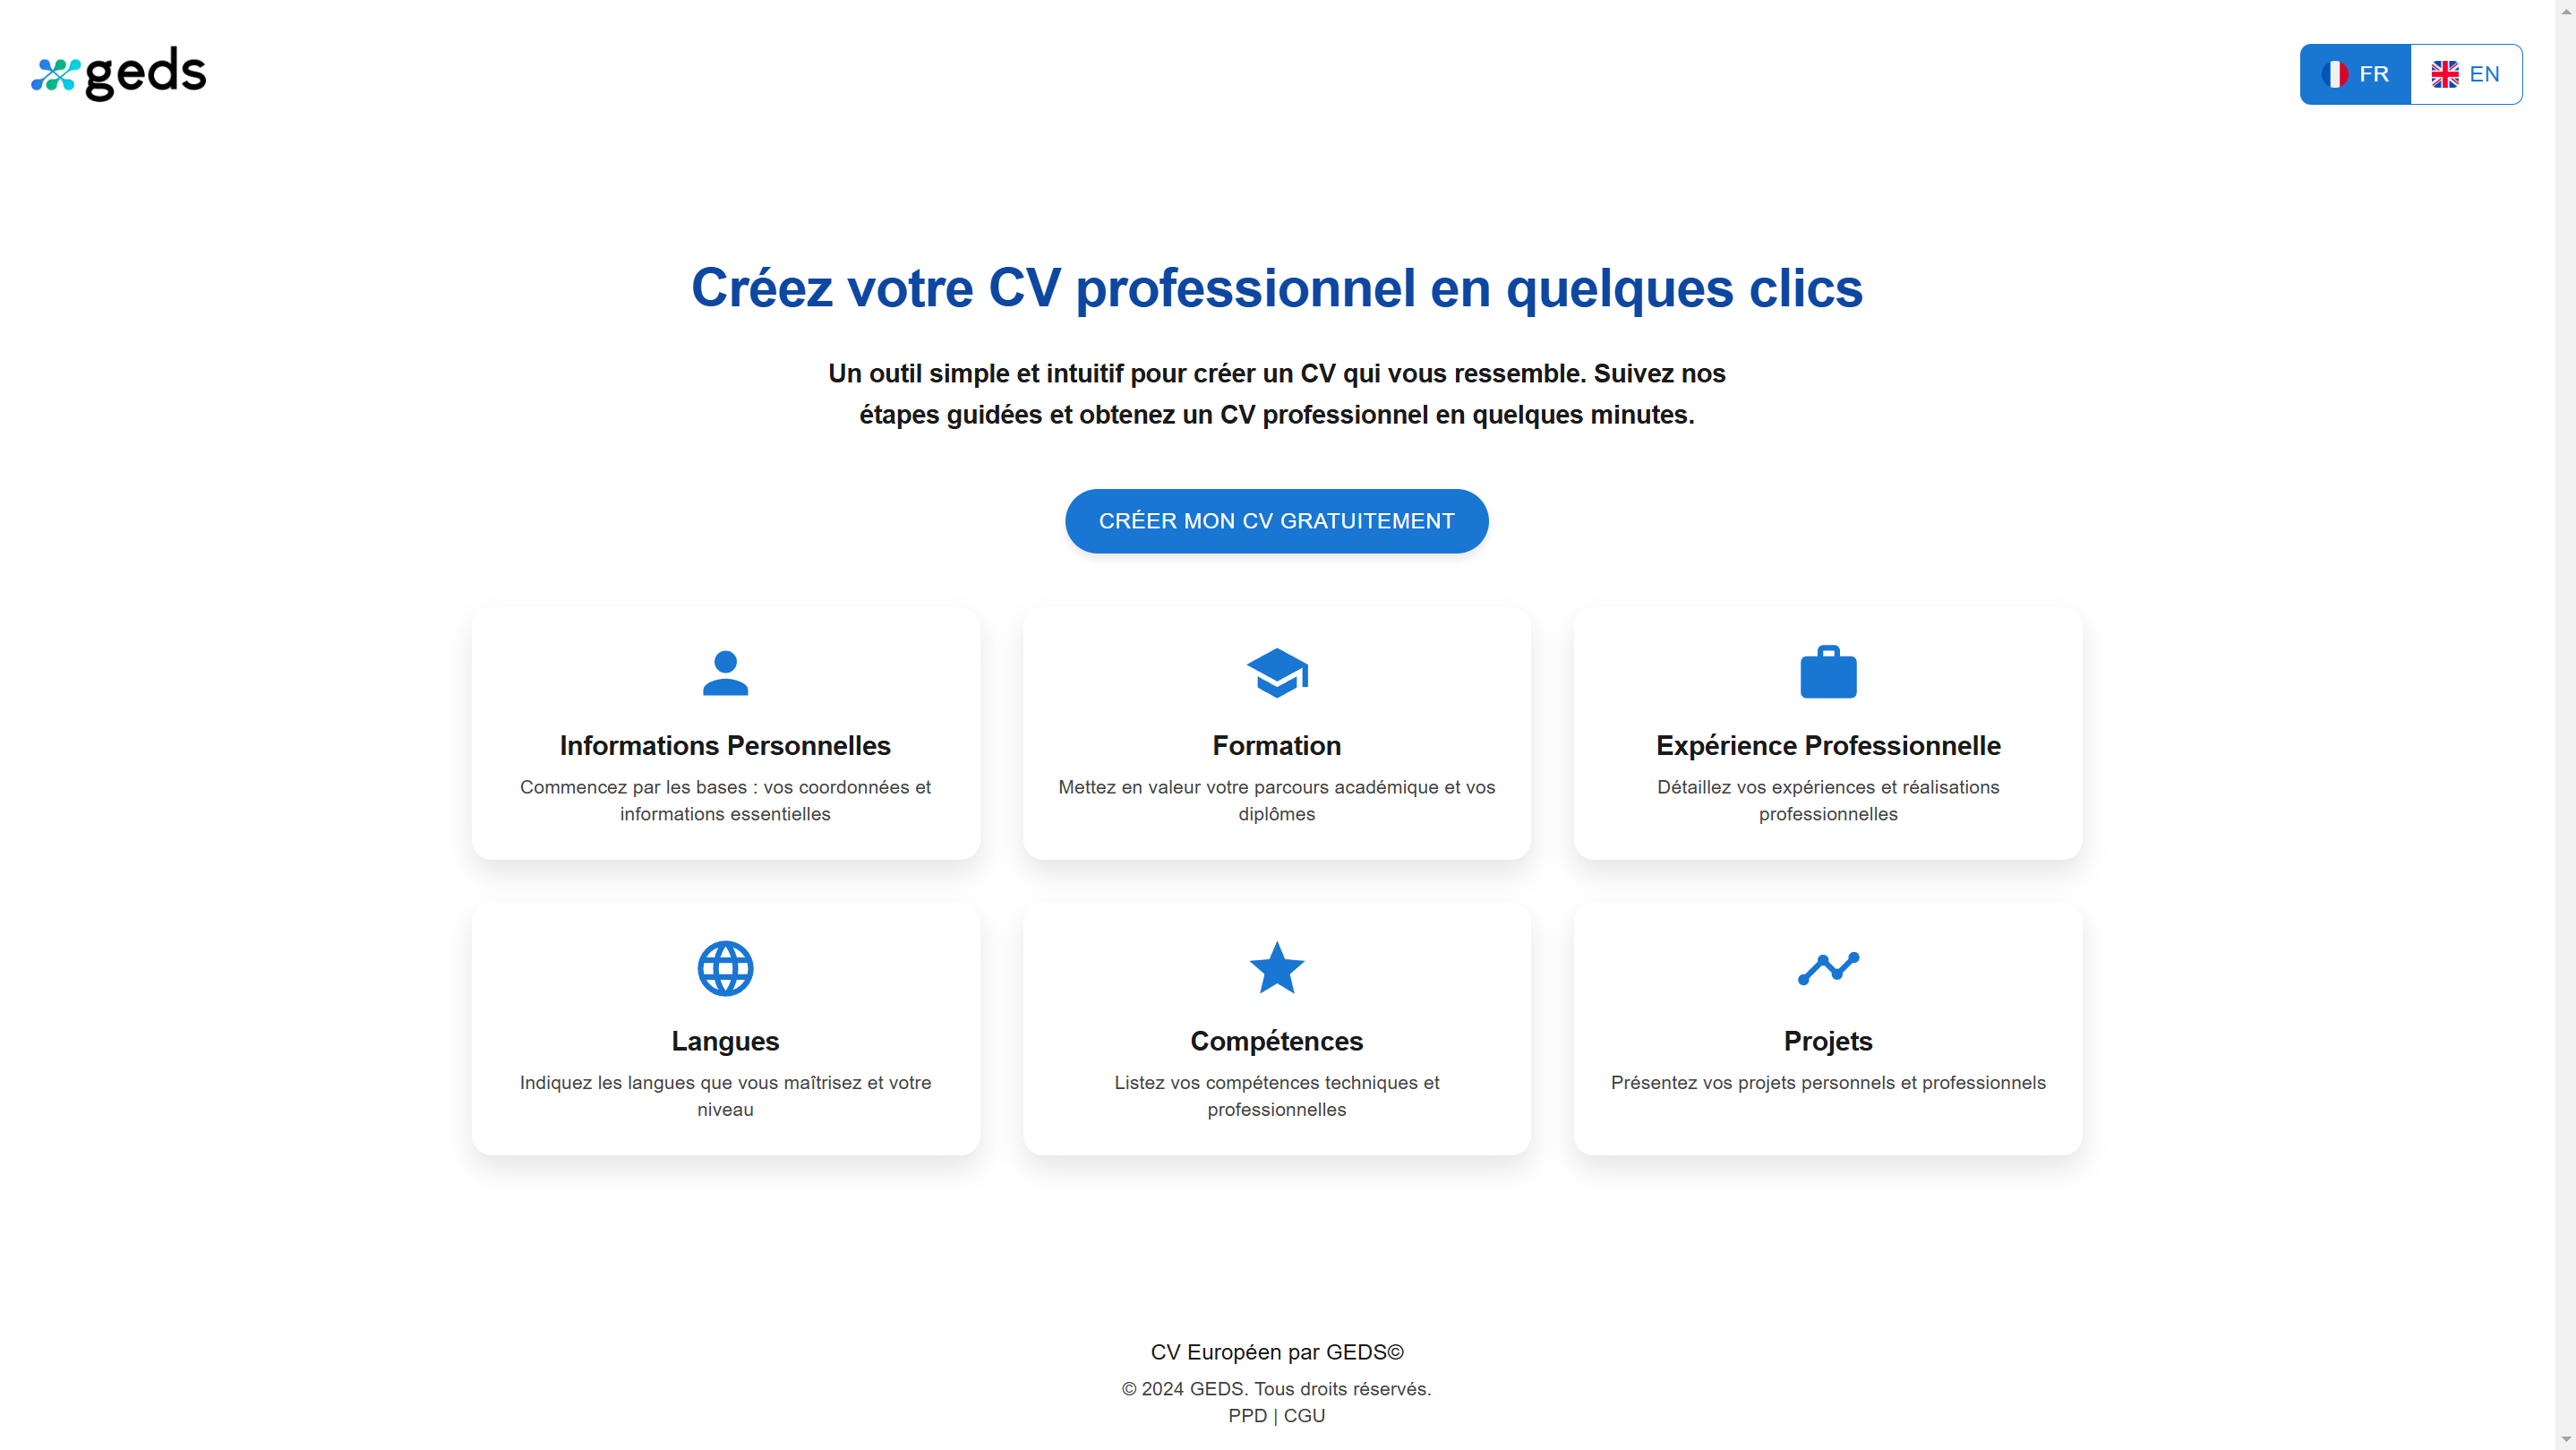 geds
FR
EN
Créez votre CV professionnel en quelques clics
Un outil simple et intuitif pour créer un CV qui vous ressemble. Suivez nos
étapes guidées et obtenez un CV professionnel en quelques minutes.
CRÉER MON CV GRATUITEMENT
Informations Personnelles
Commencez par les bases : vos coordonnées et
informations essentielles
Formation
Mettez en valeur votre parcours académique et vos
diplômes
Expérience Professionnelle
Détaillez vos expériences et réalisations
professionnelles
Langues
Indiquez les langues que vous maîtrisez et votre
niveau
Compétences
Listez vos compétences techniques et
professionnelles
Projets
Présentez vos projets personnels et professionnels
CV Européen par GEDS©
© 2024 GEDS. Tous droits réservés.
PPD | CGU